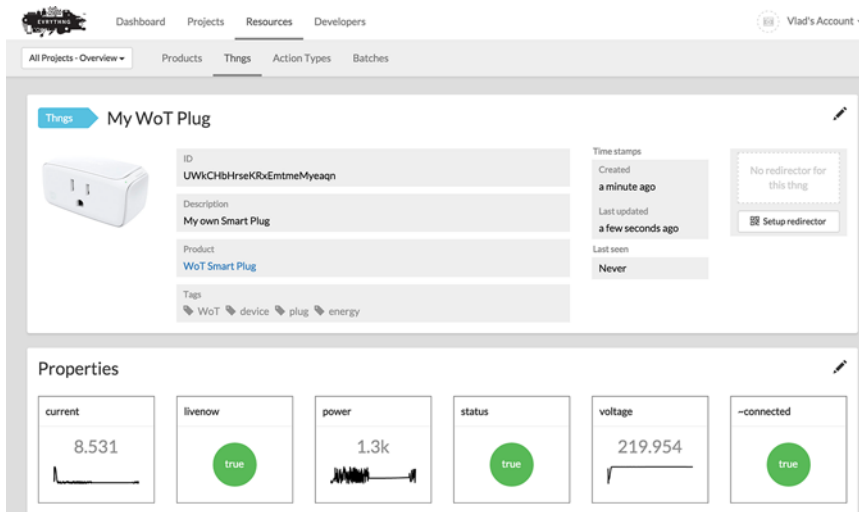 EVRYTHNG
Dashboard Projects Resources Developers Vlad's Account
All Projects - Overview Products Thngs Action Types Batches
Thngs My WoT Plug
ID
UWkCHbHrseKRxEmtmeMyeaqn
Description
My own Smart Plug
Product
WoT Smart Plug
Tags
WoT device plug energy
Time stamps
Created
a minute ago
Last updated
a few seconds ago
Last seen
Never
No redirector for
this thng
Setup redirector
Properties
current livenow power status voltage ~connected
8.531 true 1.3k true 219.954 true